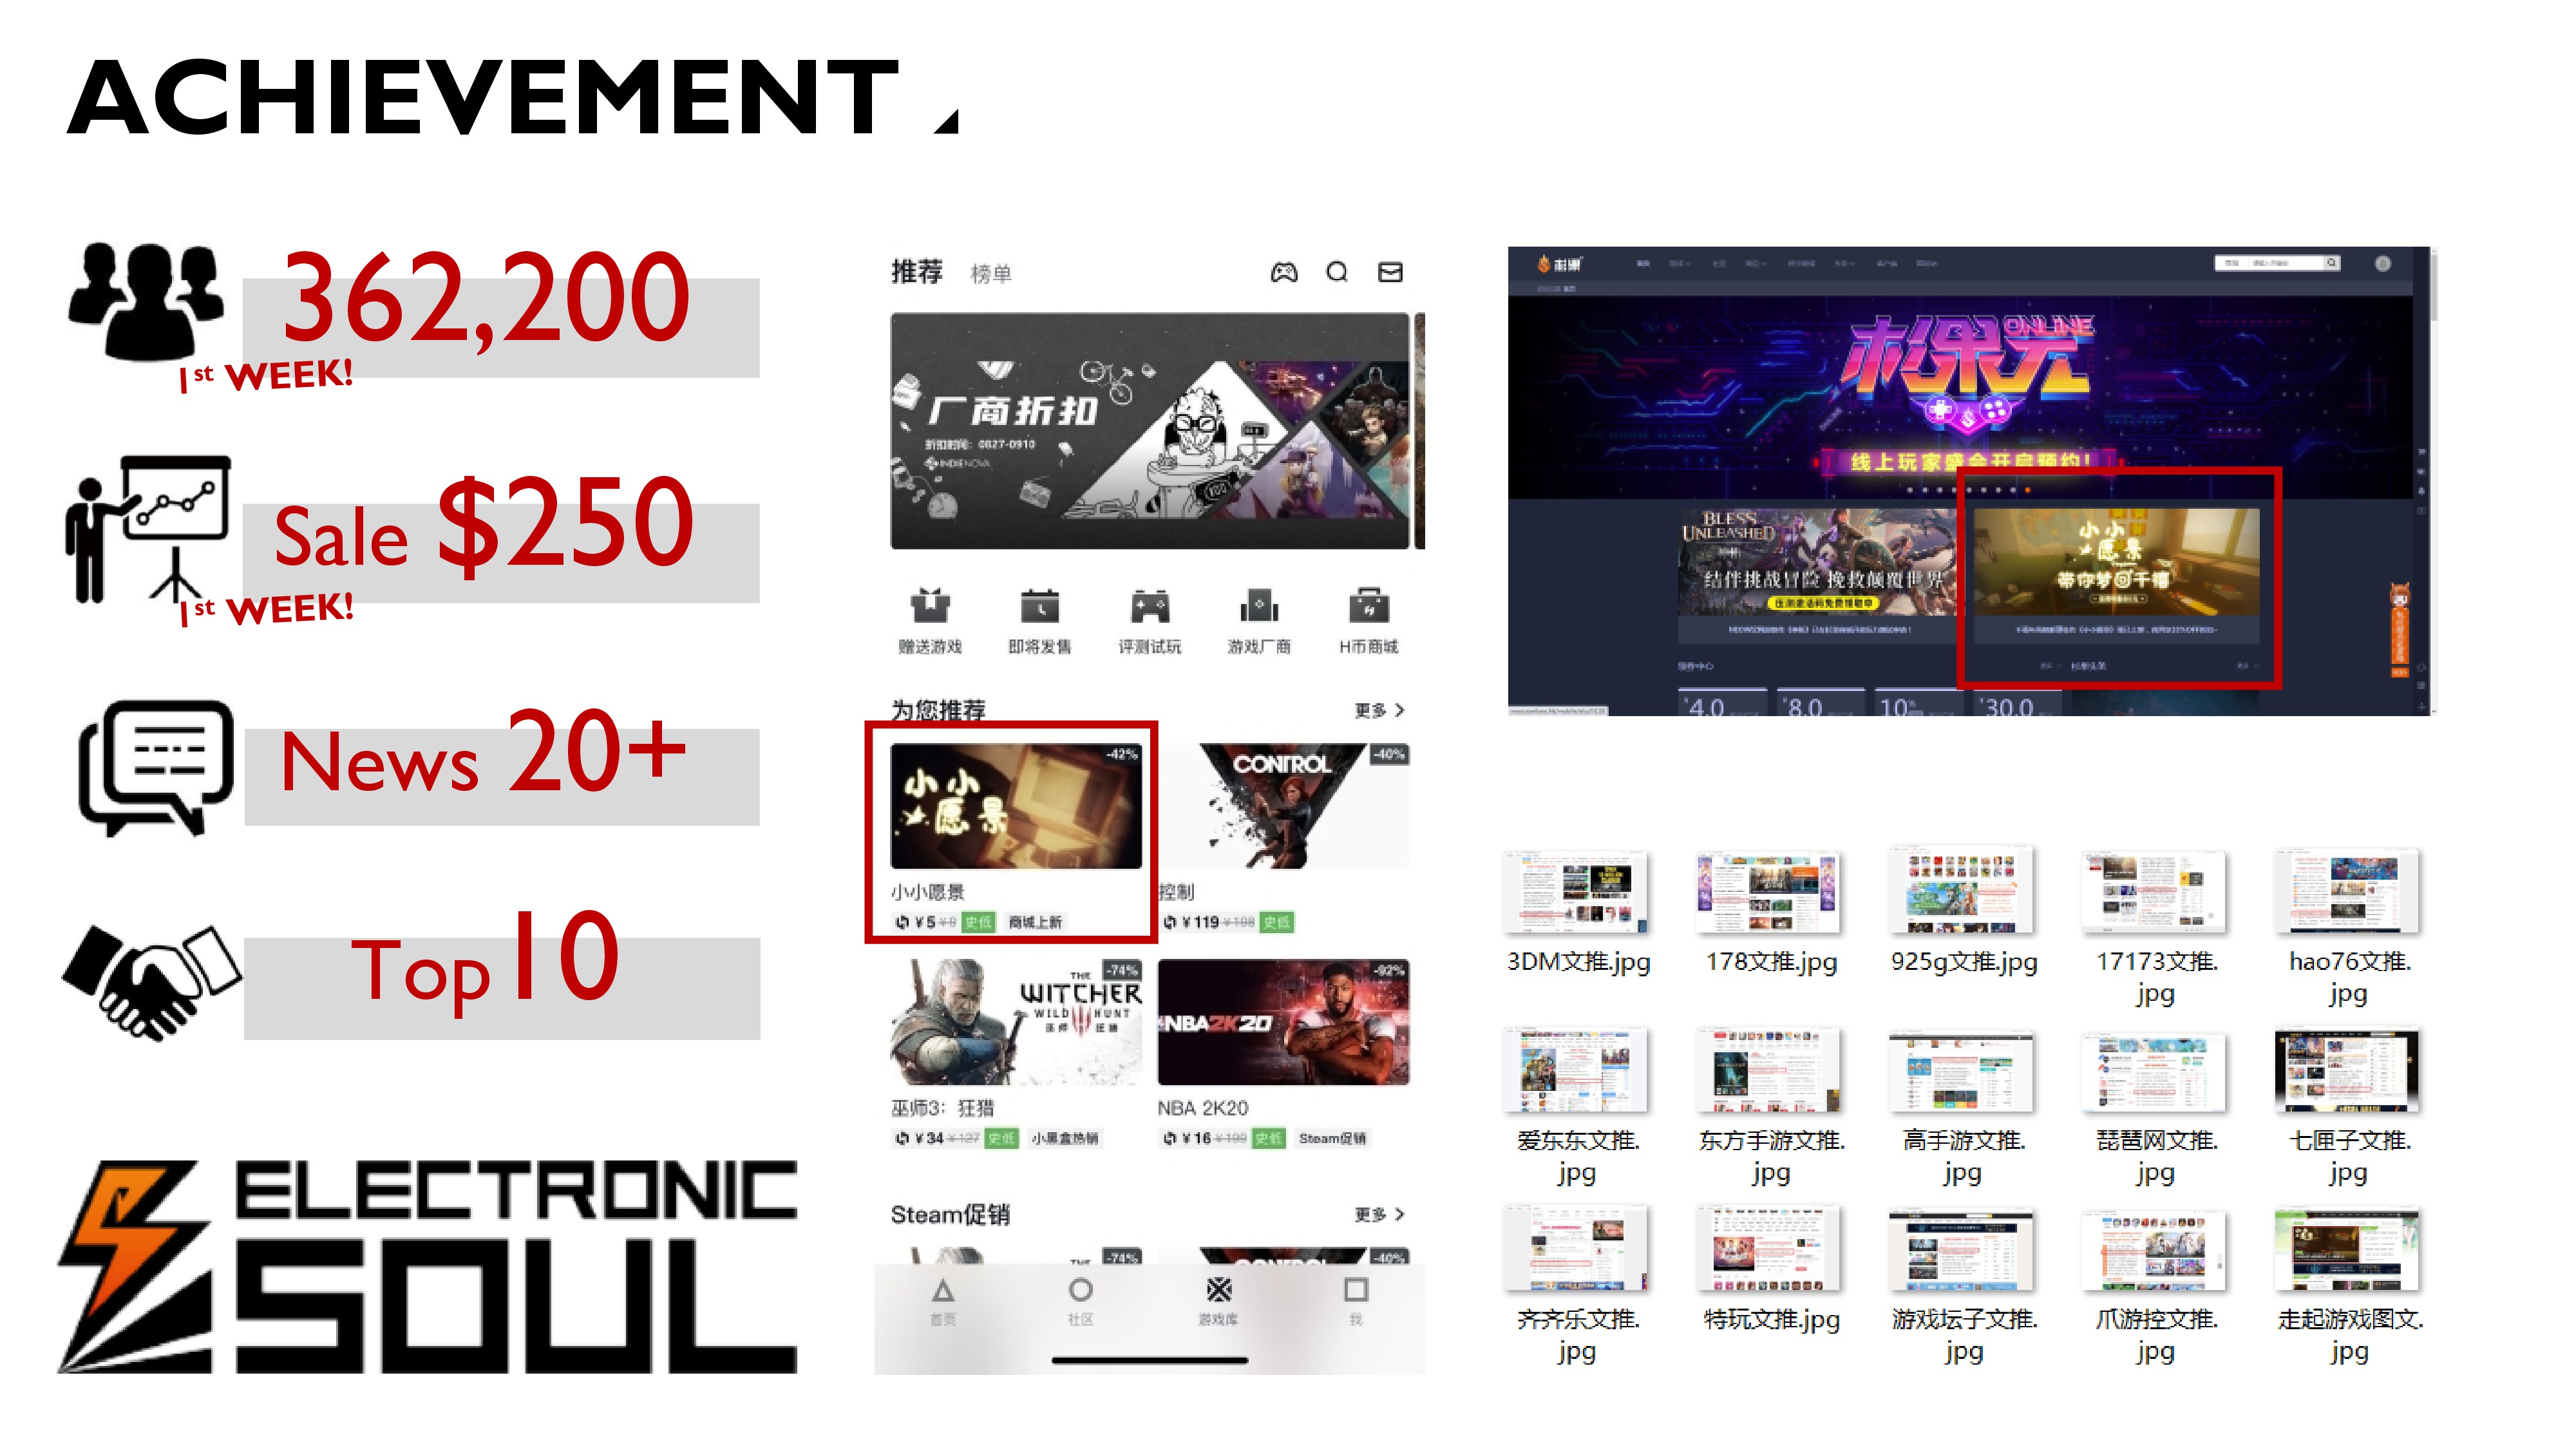 ACHIEVEMENT
362,200
1st WEEK!
Sale $250
1st WEEK!
News 20+
Top10
ELECTRONIC
SOUL
推荐 榜单
厂商折扣
折扣时间：0827-0910
INDIENOVA
赠送游戏 即将发售 评测试玩 游戏厂商 H币商城
为您推荐 更多
-42%
小小愿景
小小愿景
¥5 史低 商城上新
CONTROL
-40%
控制
¥119 ¥198 史低
-74%
THE
WITCHER
WILD HUNT
巫师 狂猎
巫师3：狂猎
¥34 ¥127 史低 小黑盒热销
-92%
NBA2K20
NBA 2K20
¥16 ¥199 史低 Steam促销
Steam促销 更多
THE -74%
CONTROL -40%
首页 社区 游戏库 我
杉果
杉果元
ONLINE
线上玩家盛会开启预约！
BLESS
UNLEASHED
结伴挑战冒险 挽救颠覆世界
小小
愿景
带你梦回千禧
4.0 8.0 10% 30.0
3DM文推.jpg 178文推.jpg 925g文推.jpg 17173文推.
jpg
hao76文推.
jpg
爱东东文推.
jpg
东方手游文推.
jpg
高手游文推.
jpg
琵琶网文推.
jpg
七匣子文推.
jpg
齐齐乐文推.
jpg
特玩文推.jpg
游戏坛子文推.
jpg
爪游控文推.
jpg
走起游戏图文.
jpg